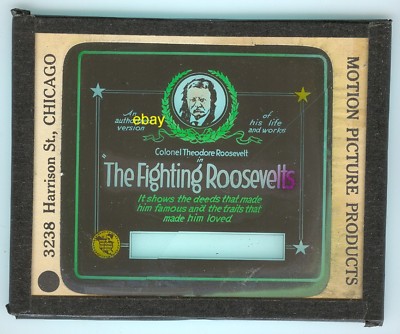 3238 Harrison St., CHICAGO
MOTION PICTURE PRODUCTS
An
authorized
version
of
his life
and works
ebay
Colonel Theodore Roosevelt
in
"The Fighting Roosevelts
It shows the deeds that made
him famous and the traits that
made him loved